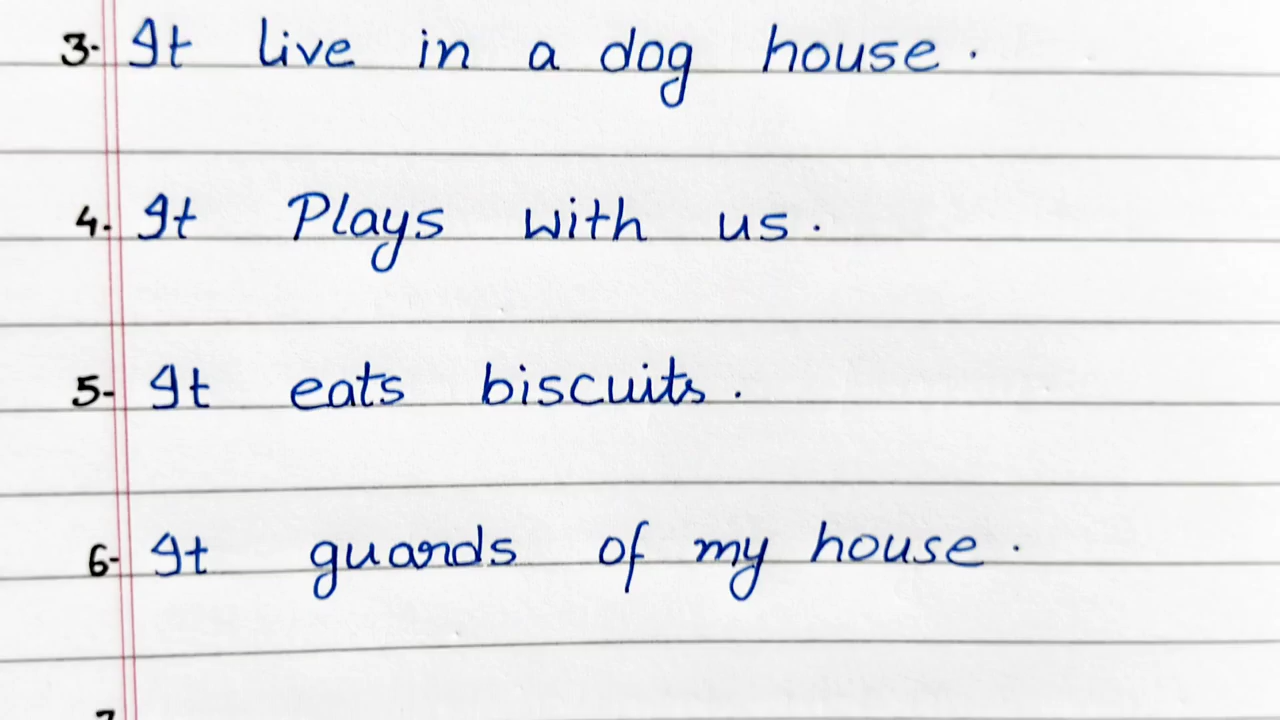 3- It live in a dog house.
4- It Plays with us.
5- It eats biscuits.
6- It guards of my house.